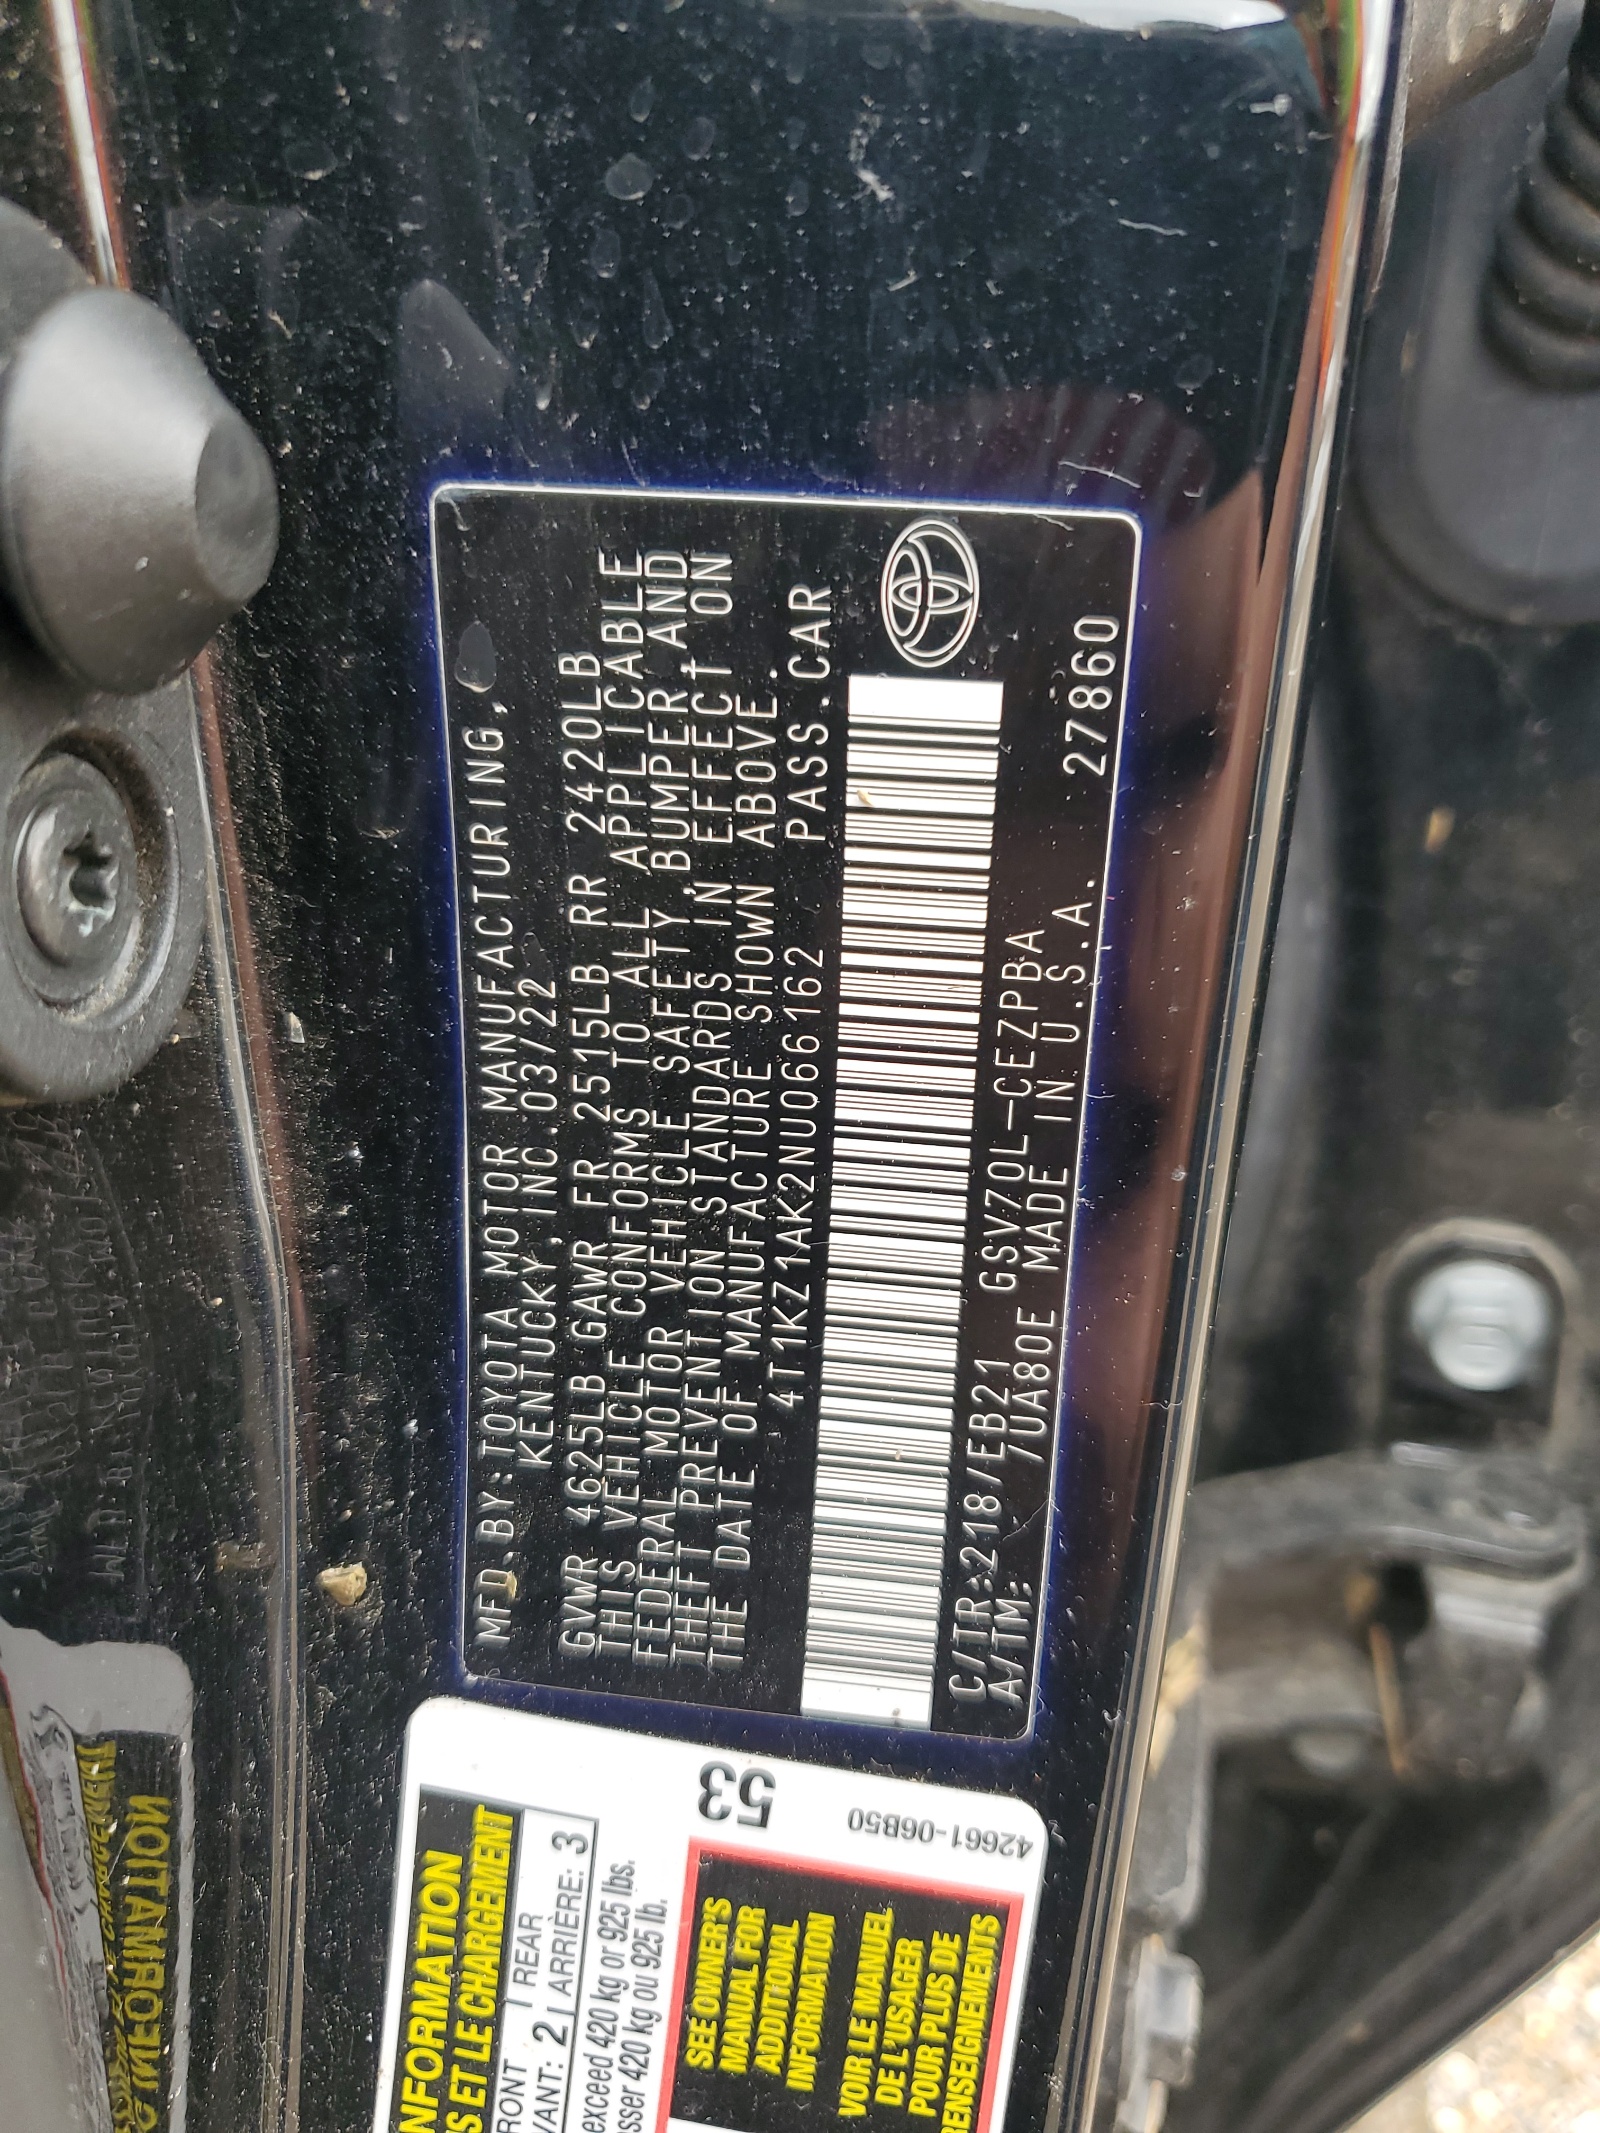 MFD.BY:TOYOTA MOTOR MANUFACTURING,
KENTUCKY, INC.03/22
GVWR 4625LB GAWR FR 2515LB RR 2420LB
THIS VEHICLE CONFORMS TO ALL APPLICABLE
FEDERAL MOTOR VEHICLE SAFETY,BUMPER,AND
THEFT PREVENTION STANDARDS IN EFFECT ON
THE DATE OF MANUFACTURE SHOWN ABOVE.
4T1KZ1AK2NU066162 PASS.CAR
C/TR:218/EB21 GSV70L-CEZPBA
A/TM: 7UA80E MADE IN U.S.A. 27860
NFORMATION
S ET LE CHARGEMENT
RONT 2 REAR 3
VANT: ARRIÈRE:
exceed 420 kg or 925 lbs.
sser 420 kg ou 925 lb.
53
42661-06B50
SEE OWNER'S
MANUAL FOR
ADDITIONAL
INFORMATION
VOIR LE MANUEL
DE L'USAGER
POUR PLUS DE
RENSEIGNEMENTS